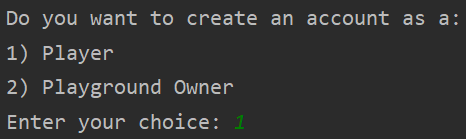 Do you want to create an account as a:
1) Player
2) Playground Owner
Enter your choice: 1